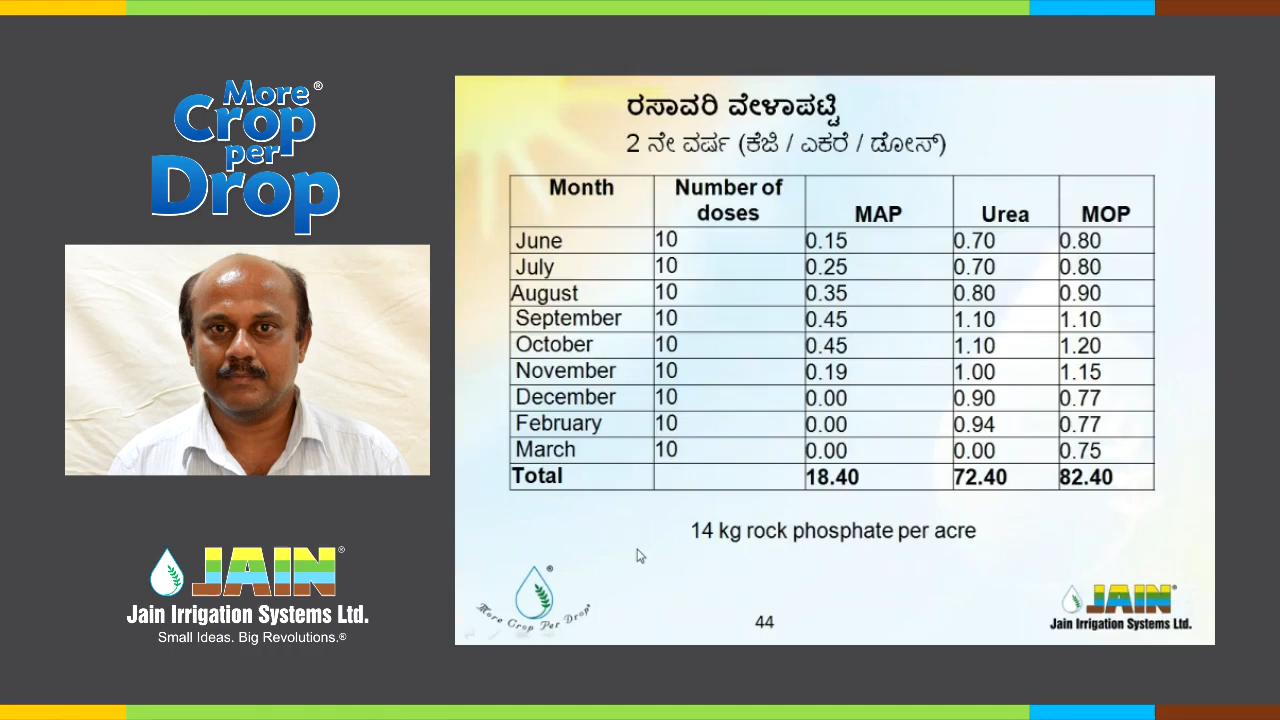 More
Crop
per
Drop
®
JAIN®
Jain Irrigation Systems Ltd.
Small Ideas. Big Revolutions.®
ರಸಾವರಿ ವೇಳಾಪಟ್ಟಿ
2 ನೇ ವರ್ಷ (ಕೆಜಿ / ಎಕರೆ / ಡೋಸ್)
Month Number of doses MAP Urea MOP
June 10 0.15 0.70 0.80
July 10 0.25 0.70 0.80
August 10 0.35 0.80 0.90
September 10 0.45 1.10 1.10
October 10 0.45 1.10 1.20
November 10 0.19 1.00 1.15
December 10 0.00 0.90 0.77
February 10 0.00 0.94 0.77
March 10 0.00 0.00 0.75
Total 18.40 72.40 82.40
14 kg rock phosphate per acre
®
More Crop Per Drop®
44
JAIN®
Jain Irrigation Systems Ltd.